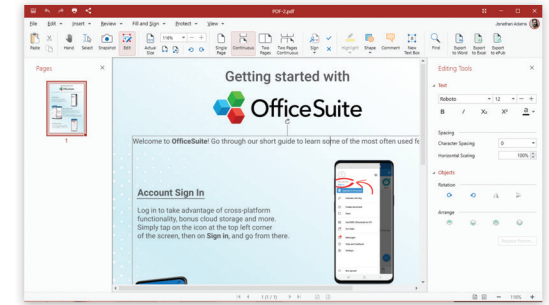 PDF-2.pdf
File Edit Insert Review Fill and Sign Protect View
Jonathan Adams
Paste Hand Select Snapshot Edit Actual Size 116% Single Page Continuous Two Pages Two Pages Continuous Sign Highlight Shape Comment New Text Box Find Export to Word Export to Excel Export to ePub
Pages
1
Getting started with
OfficeSuite
Welcome to OfficeSuite! Go through our short guide to learn some of the most often used fe
Account Sign In
Log in to take advantage of cross-platform
functionality, bonus cloud storage and more.
Simply tap on the icon at the top left corner
of the screen, then on Sign in, and go from there.
Editing Tools
Text
Roboto 12
B I X₂ X² a
Spacing
Character Spacing 0
Horizontal Scaling 100%
Objects
Rotation
Arrange
1 (1 / 1)
116%